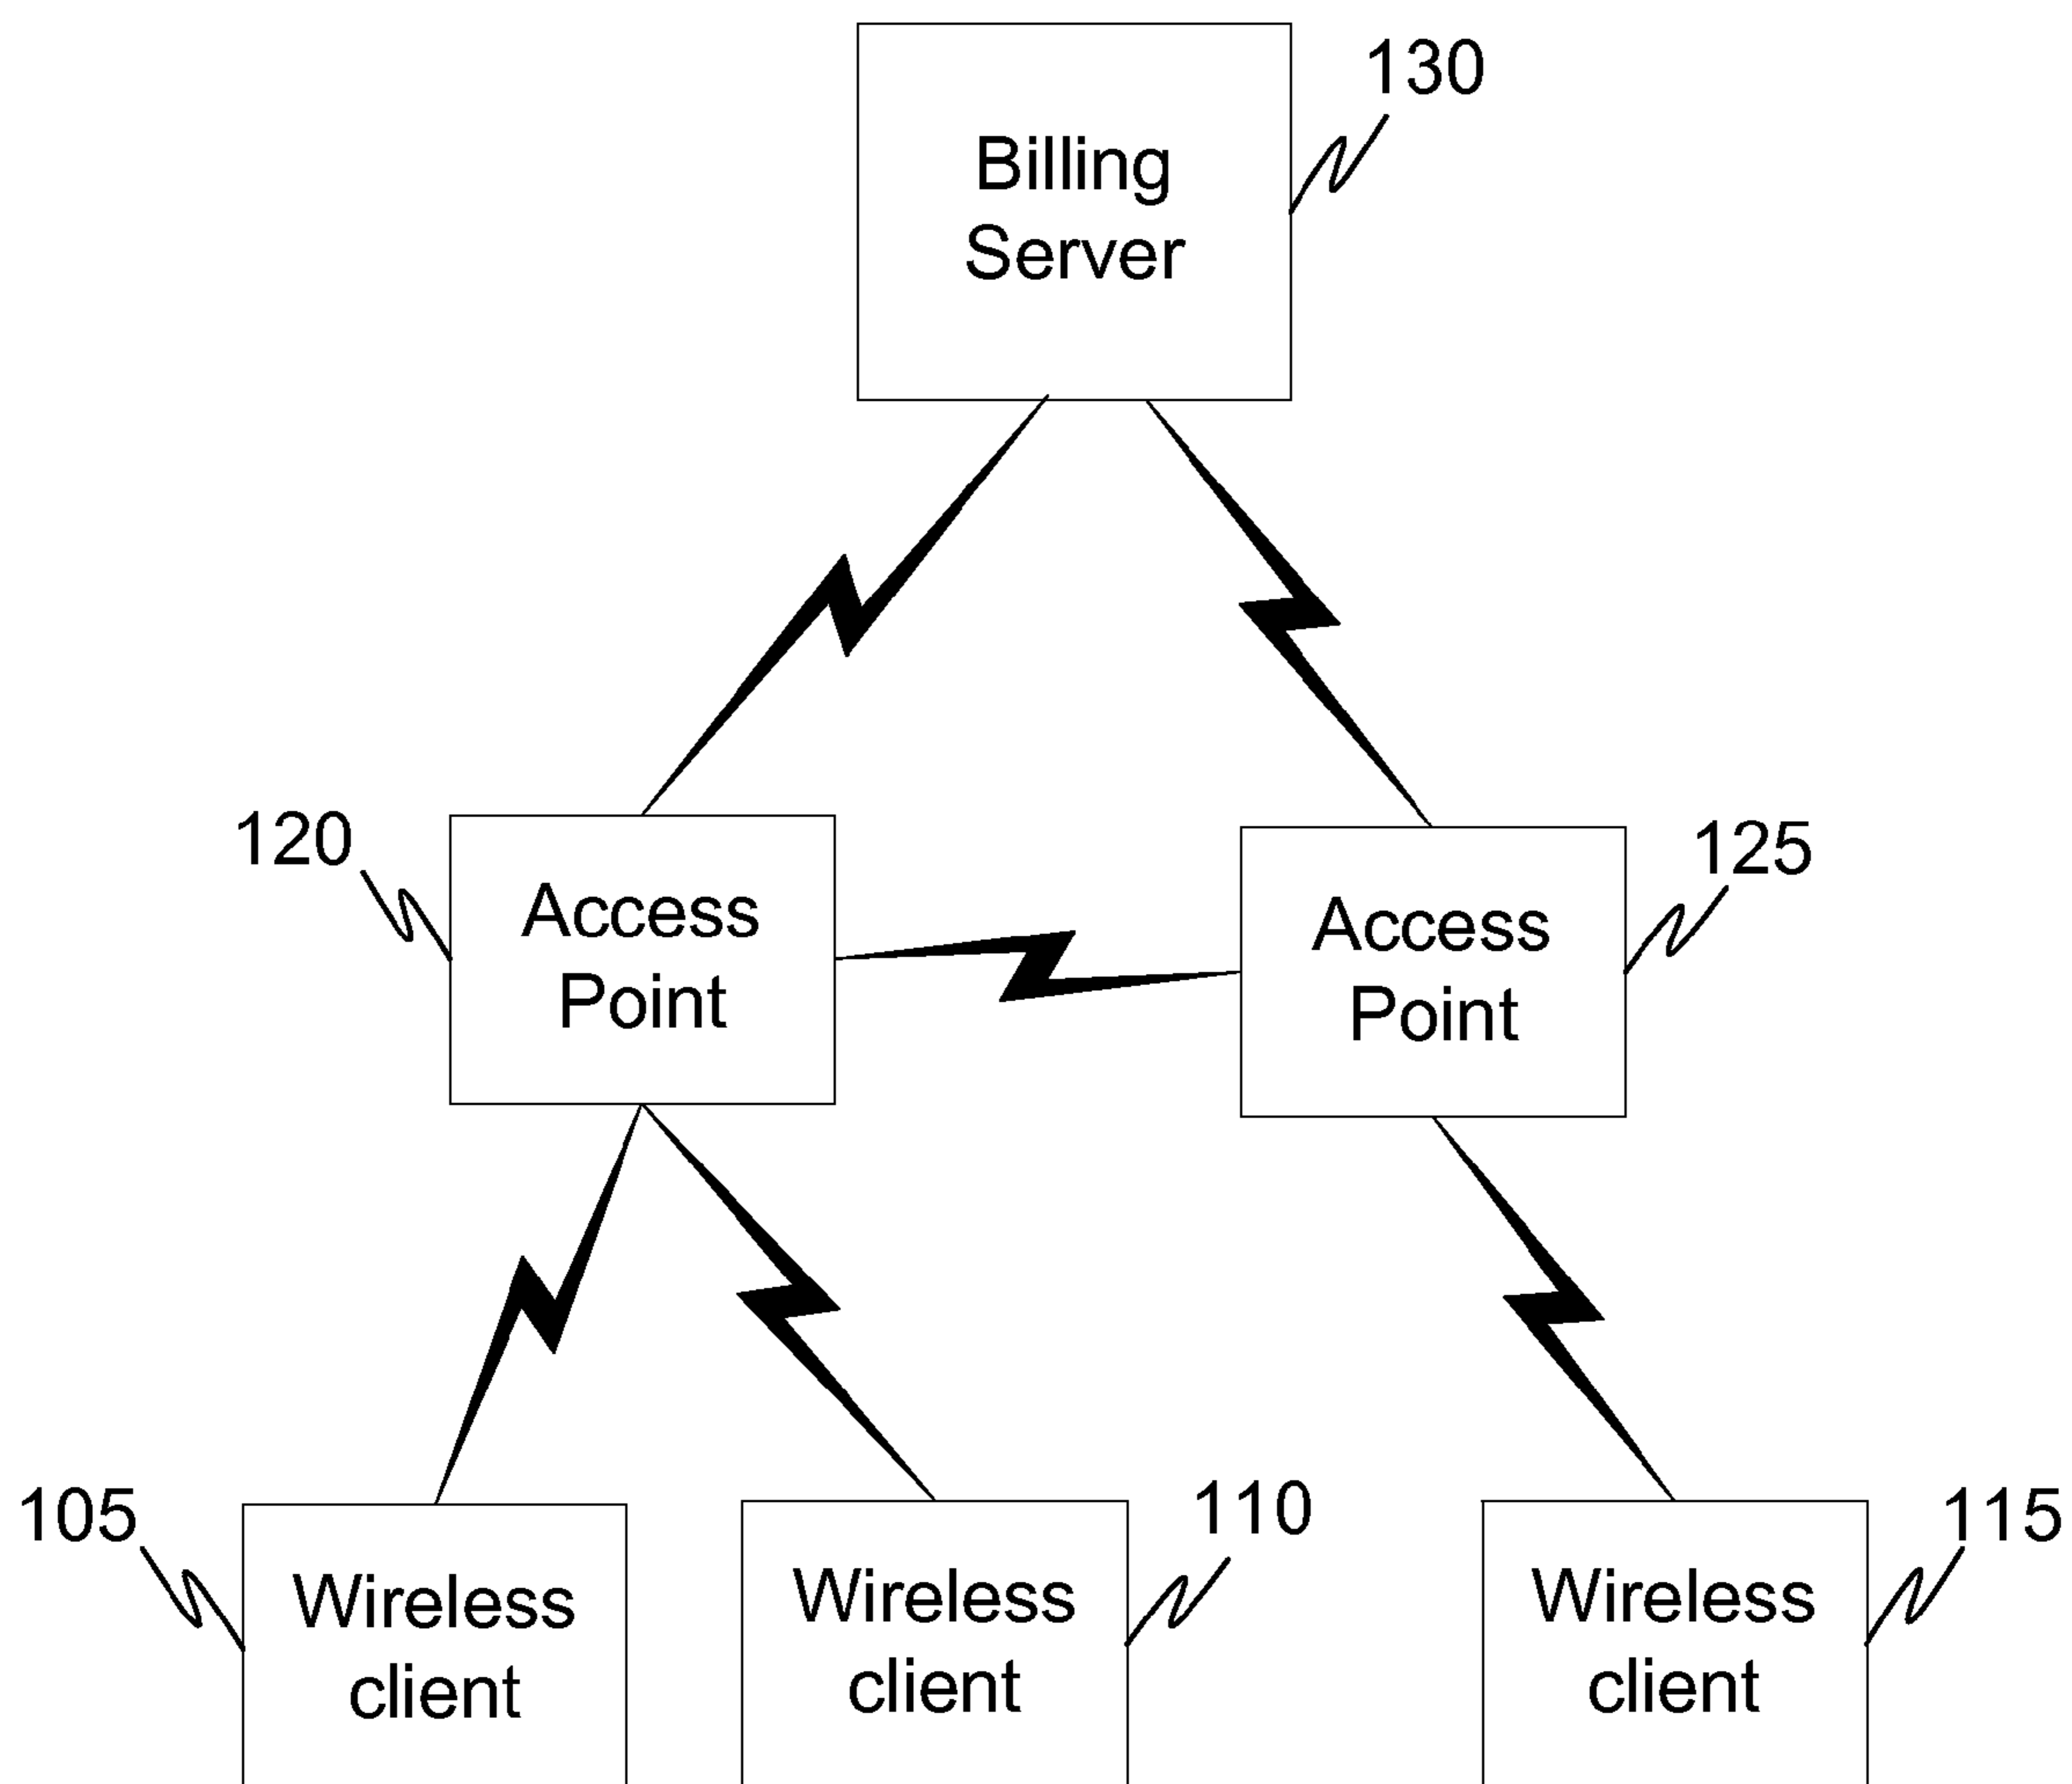 130
Billing
Server
120
Access
Point
125
Access
Point
105
Wireless
client
110
Wireless
client
115
Wireless
client